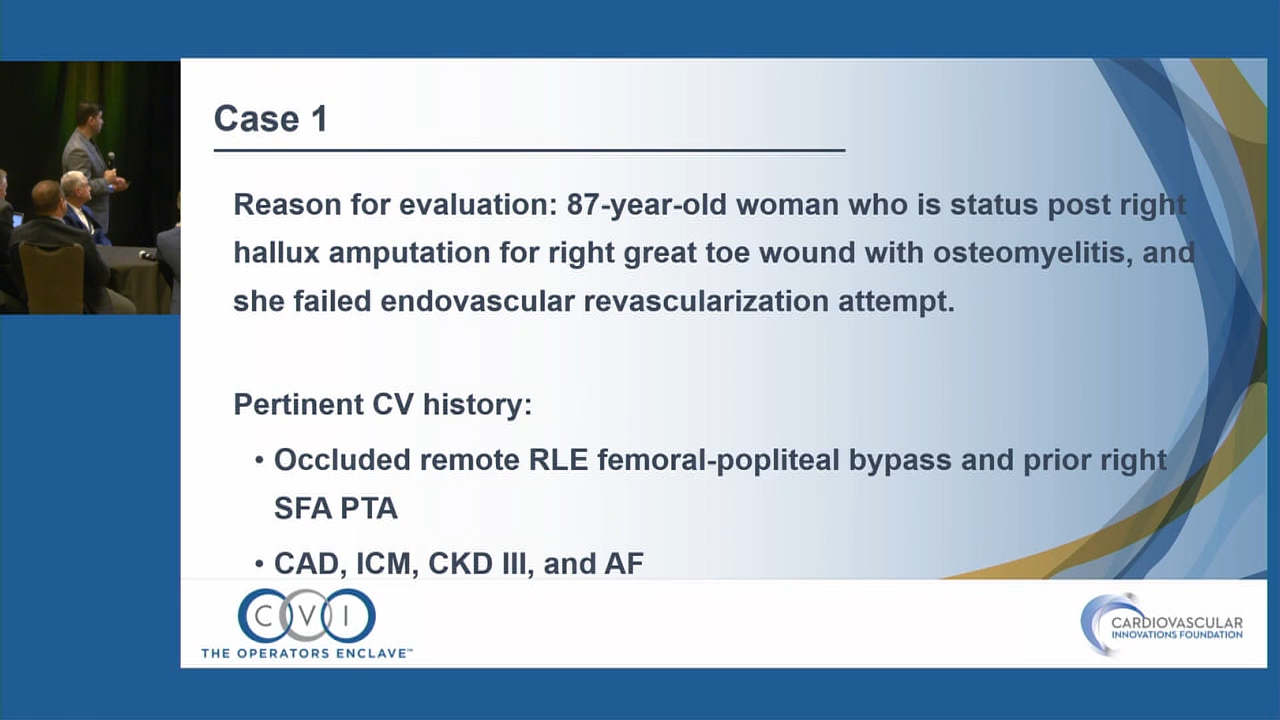 Case 1
Reason for evaluation: 87-year-old woman who is status post right
hallux amputation for right great toe wound with osteomyelitis, and
she failed endovascular revascularization attempt.
Pertinent CV history:
• Occluded remote RLE femoral-popliteal bypass and prior right
SFA PTA
• CAD, ICM, CKD III, and AF
CVI
THE OPERATORS ENCLAVE™
CARDIOVASCULAR
INNOVATIONS FOUNDATION